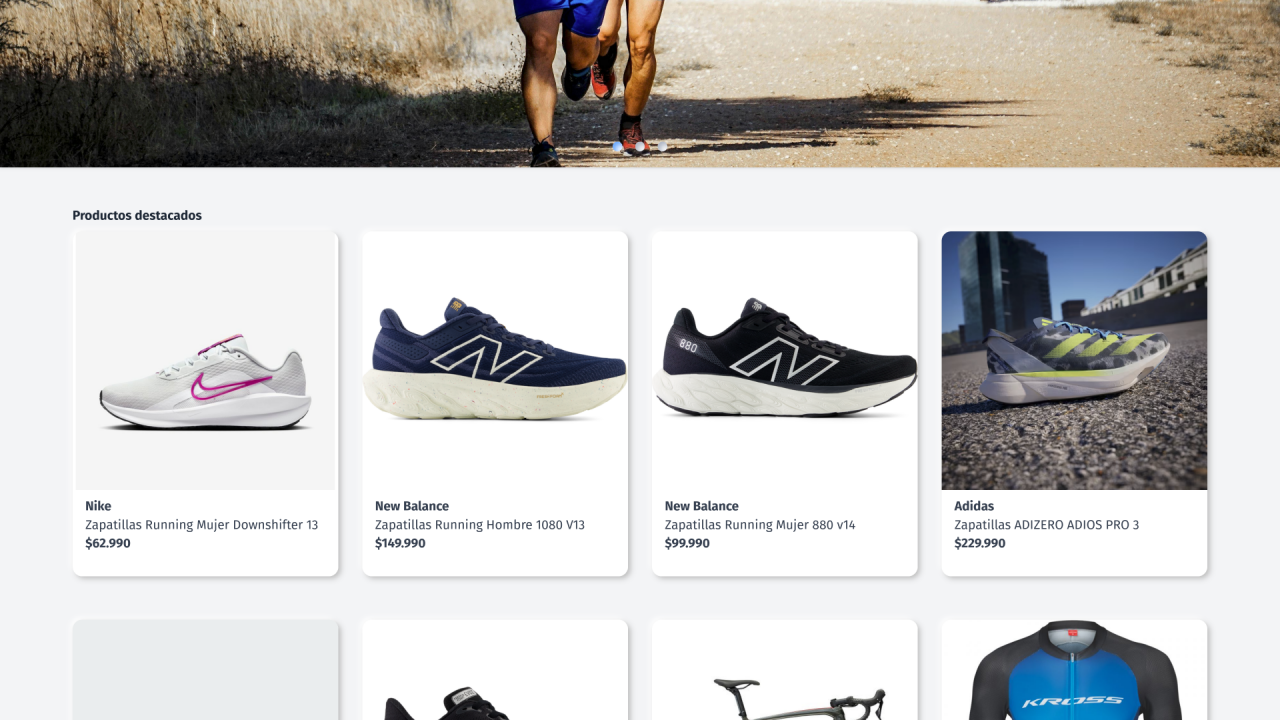 Productos destacados
Nike
Zapatillas Running Mujer Downshifter 13
$62.990
New Balance
Zapatillas Running Hombre 1080 V13
$149.990
880
New Balance
Zapatillas Running Mujer 880 v14
$99.990
Adidas
Zapatillas ADIZERO ADIOS PRO 3
$229.990
KROSS